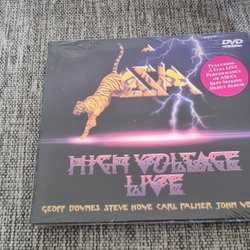 DVD
ASIA
FEATURING
A FULL LIVE
PERFORMANCE
OF ASIA'S
BEST SELLING
DEBUT ALBUM
HIGH VOLTAGE
LIVE
GEOFF DOWNES STEVE HOWE CARL PALMER JOHN WE